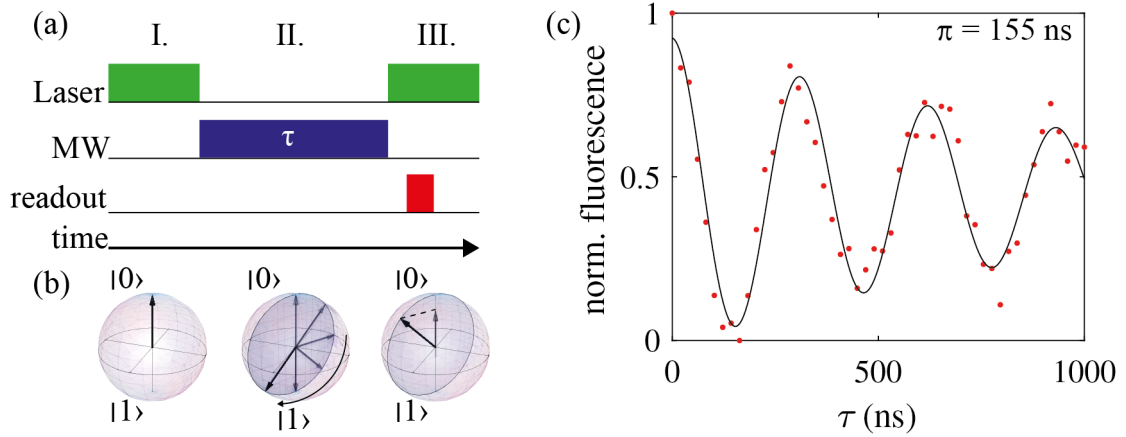 (a)
I. II. III.
Laser
MW τ
readout
time
(b)
|0⟩ |0⟩ |0⟩
|1⟩ |1⟩ |1⟩
(c)
π = 155 ns
norm. fluorescence
1
0.5
0
0 500 1000
τ (ns)